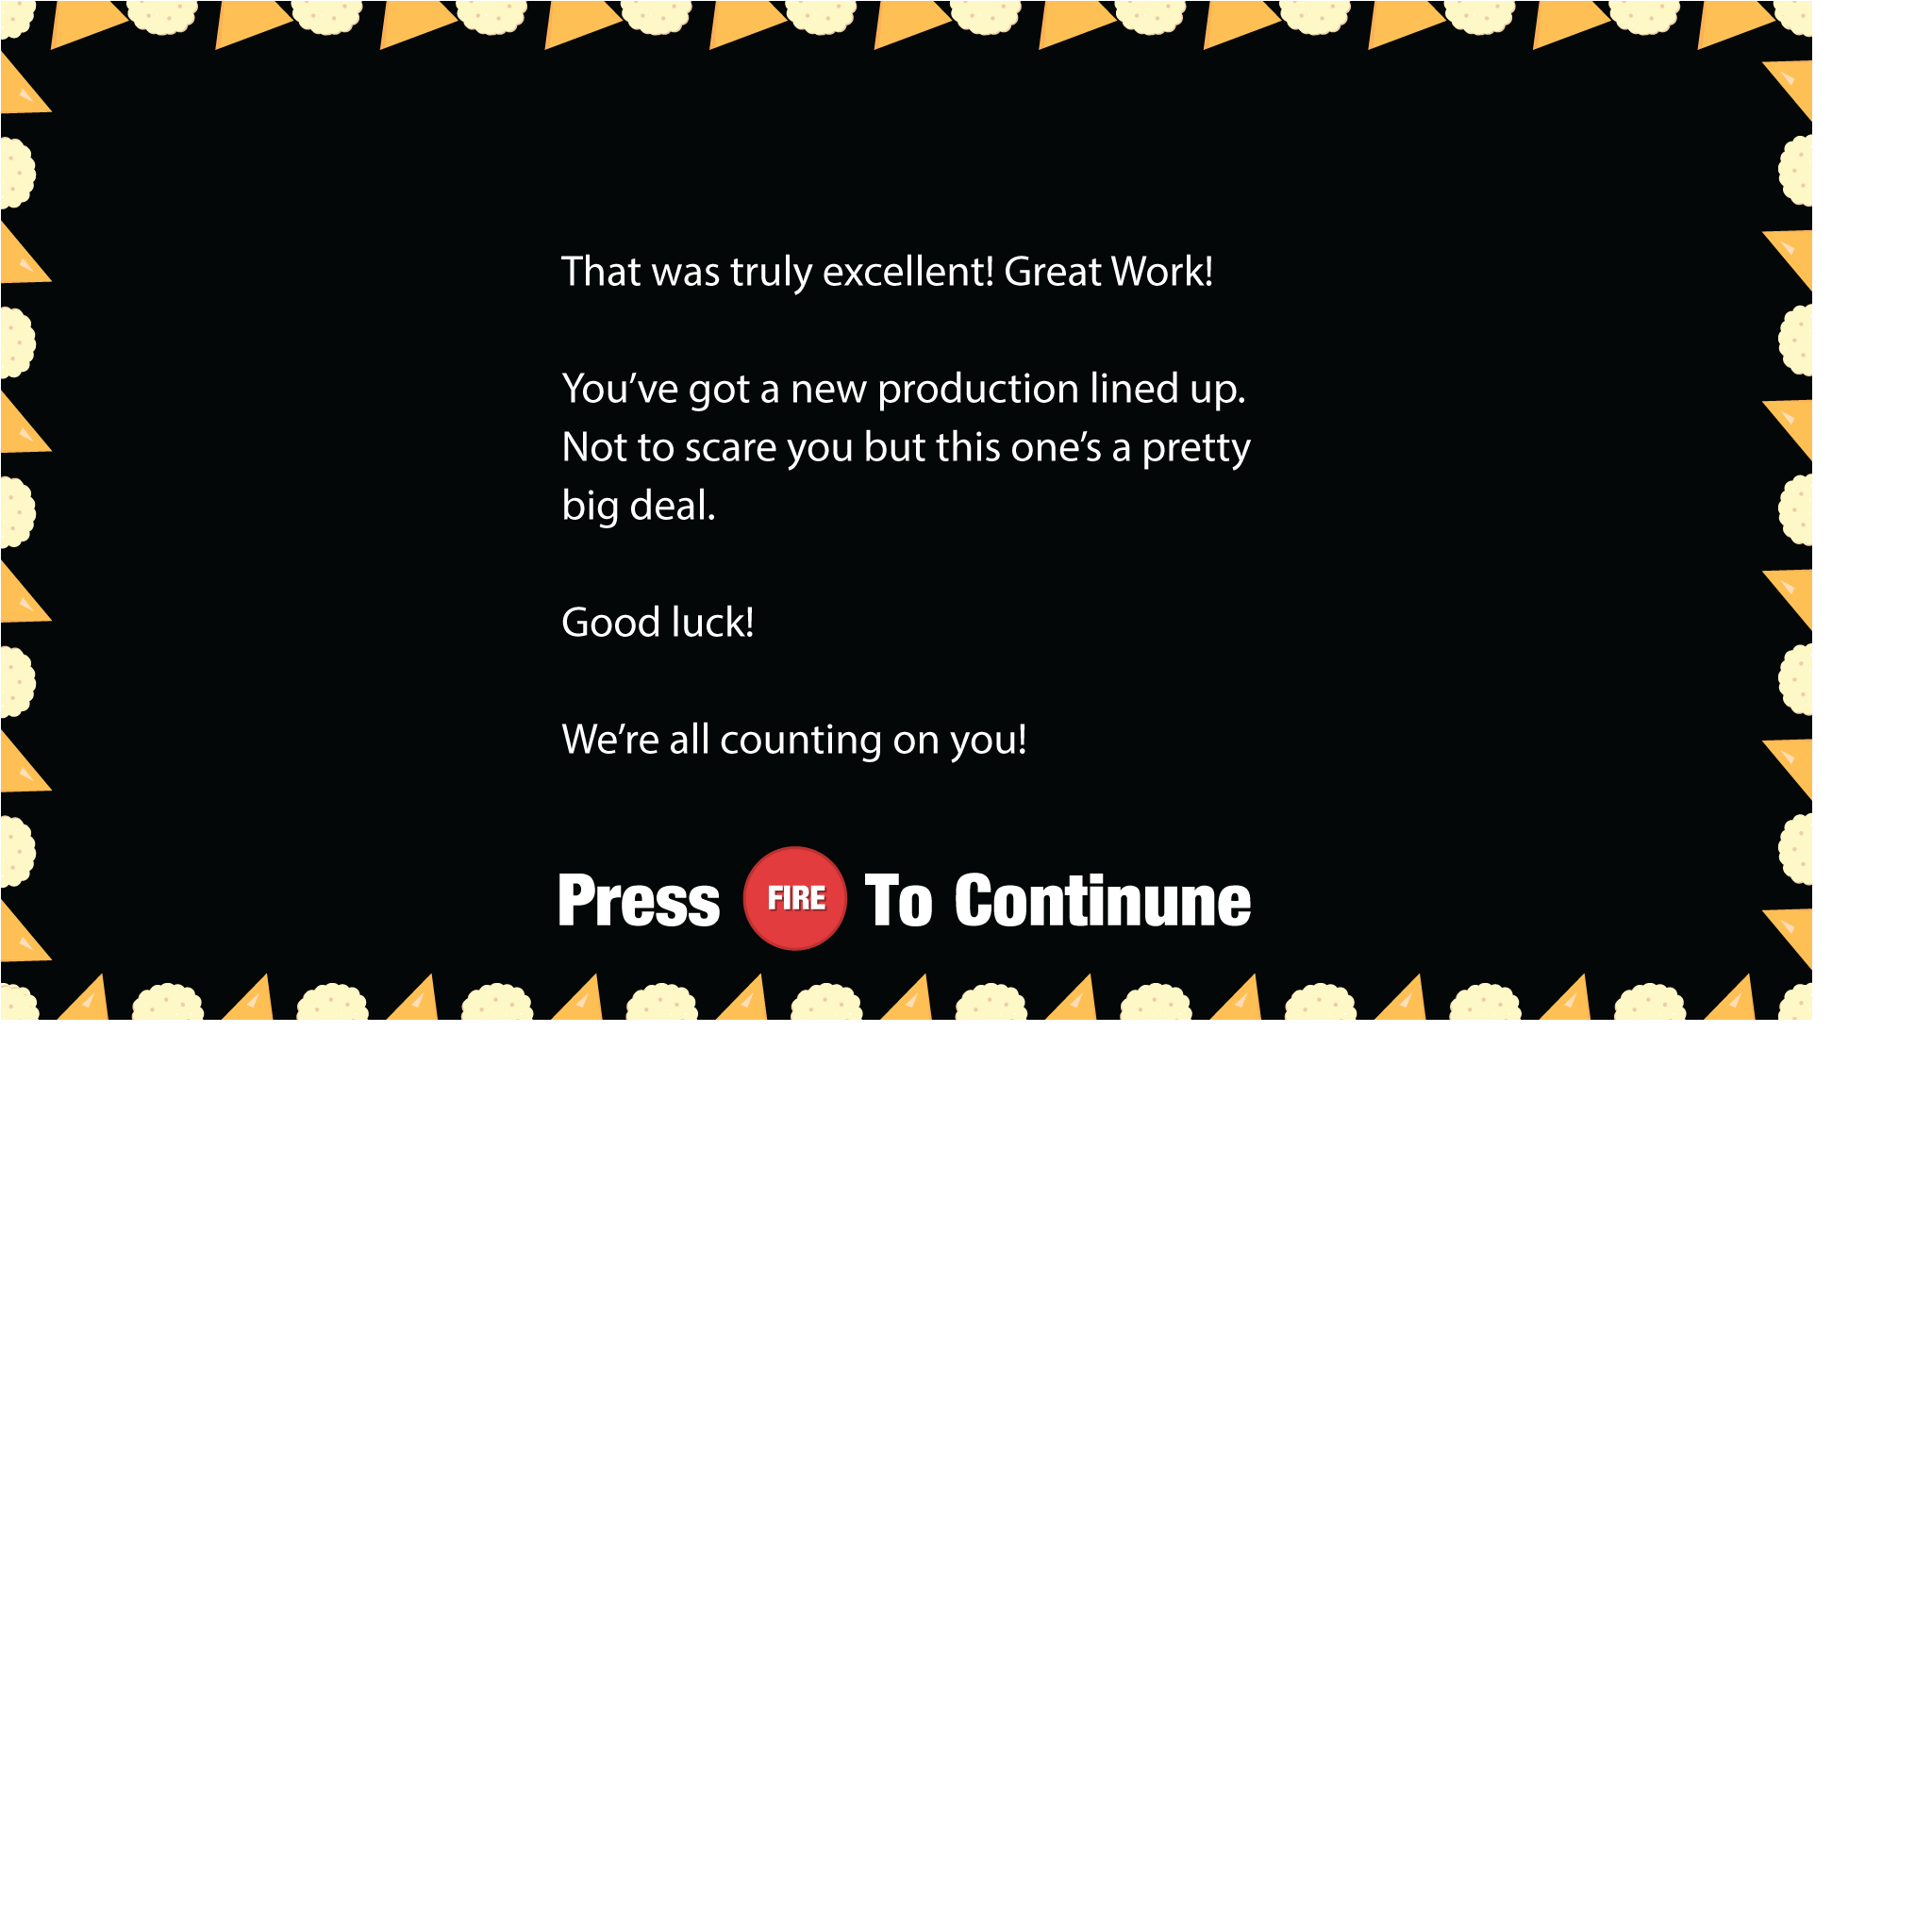 That was truly excellent! Great Work!
You’ve got a new production lined up.
Not to scare you but this one’s a pretty
big deal.
Good luck!
We’re all counting on you!
Press FIRE To Continune